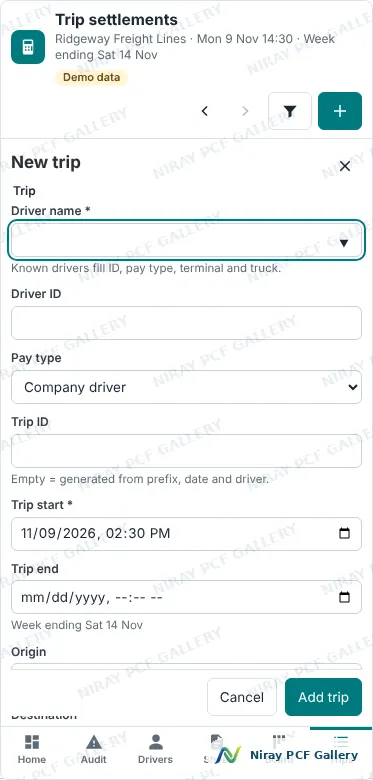 Trip settlements
Ridgeway Freight Lines · Mon 9 Nov 14:30 · Week
ending Sat 14 Nov
Demo data
New trip
Trip
Driver name *
Known drivers fill ID, pay type, terminal and truck.
Driver ID
Pay type
Company driver
Trip ID
Empty = generated from prefix, date and driver.
Trip start *
11/09/2026, 02:30 PM
Trip end
mm/dd/yyyy, --:-- --
Week ending Sat 14 Nov
Origin
Cancel
Add trip
Destination
Home
Audit
Drivers
Niray PCF Gallery
NIRAY PCF GALLERY